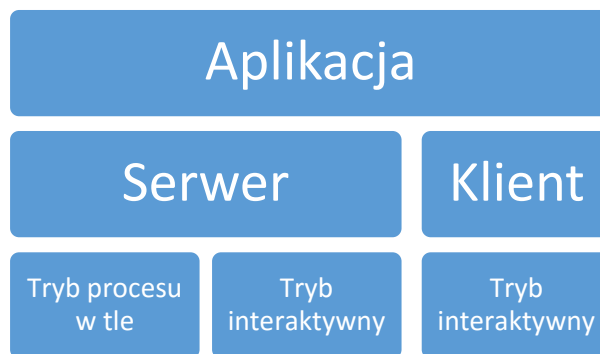 Aplikacja
Serwer
Klient
Tryb procesu
w tle
Tryb
interaktywny
Tryb
interaktywny